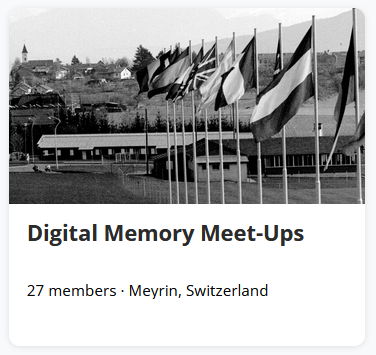 Digital Memory Meet-Ups
27 members · Meyrin, Switzerland